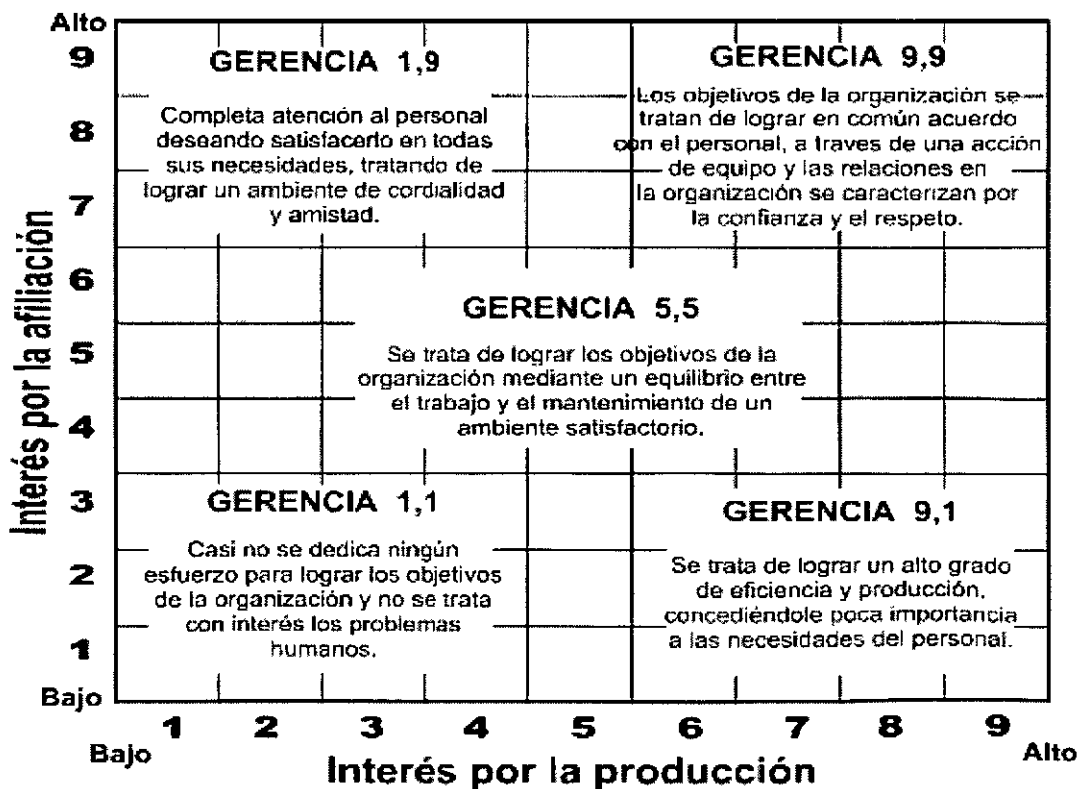 Alto
9
8
7
6
5
4
3
2
1
Bajo
Interés por la afiliación
GERENCIA 1,9
Completa atención al personal
deseando satisfacerlo en todas
sus necesidades, tratando de
lograr un ambiente de cordialidad
y amistad.
GERENCIA 9,9
Los objetivos de la organización se
tratan de lograr en común acuerdo
con el personal, a traves de una acción
de equipo y las relaciones en
la organización se caracterizan por
la confianza y el respeto.
GERENCIA 5,5
Se trata de lograr los objetivos de la
organización mediante un equilibrio entre
el trabajo y el mantenimiento de un
ambiente satisfactorio.
GERENCIA 1,1
Casi no se dedica ningún
esfuerzo para lograr los objetivos
de la organización y no se trata
con interés los problemas
humanos.
GERENCIA 9,1
Se trata de lograr un alto grado
de eficiencia y producción,
concediéndole poca importancia
a las necesidades del personal.
1 2 3 4 5 6 7 8 9
Bajo
Alto
Interés por la producción